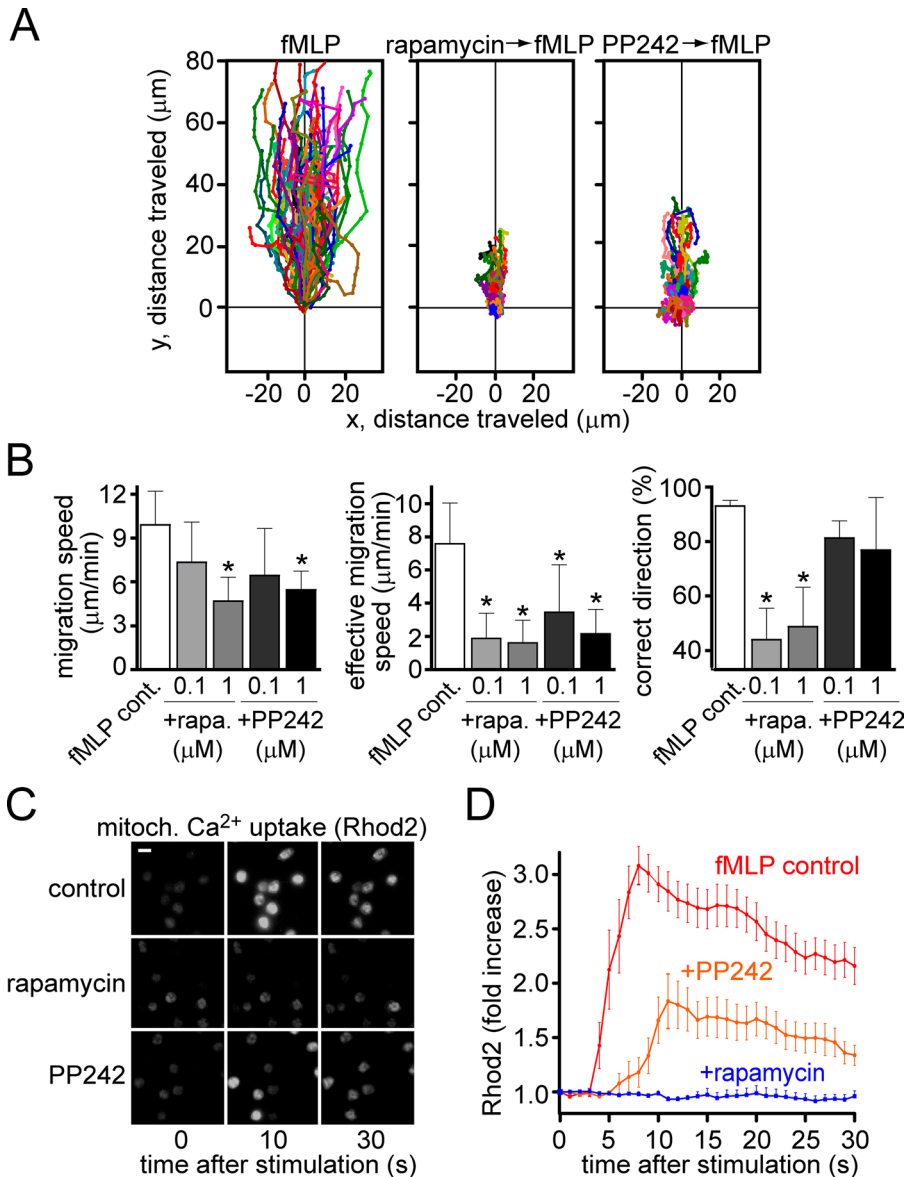 A
fMLP
rapamycin→fMLP
PP242→fMLP
y, distance traveled (μm)
80
60
40
20
0
-20 0 20
-20 0 20
-20 0 20
x, distance traveled (μm)
B
migration speed
(μm/min)
12
9
6
3
0
fMLP cont.
0.1 1 0.1 1
+rapa. +PP242
(μM) (μM)
* *
effective migration
speed (μm/min)
10
8
6
4
2
0
fMLP cont.
0.1 1 0.1 1
+rapa. +PP242
(μM) (μM)
* * * *
correct direction (%)
100
80
60
40
fMLP cont.
0.1 1 0.1 1
+rapa. +PP242
(μM) (μM)
* *
C
mitoch. Ca²⁺ uptake (Rhod2)
control
rapamycin
PP242
0 10 30
time after stimulation (s)
D
Rhod2 (fold increase)
3.0
2.5
2.0
1.5
1.0
fMLP control
+PP242
+rapamycin
0 5 10 15 20 25 30
time after stimulation (s)